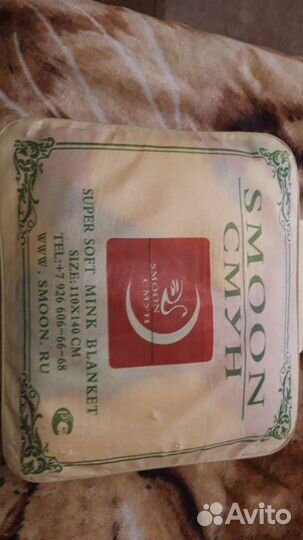 SMOON
СМУН
SMOON
СМУН
SUPER SOFT MINK BLANKET
SIZE:110X140 CM
TEL:+7 926 606-66-68
WWW.SMOON.RU
РС
Avito